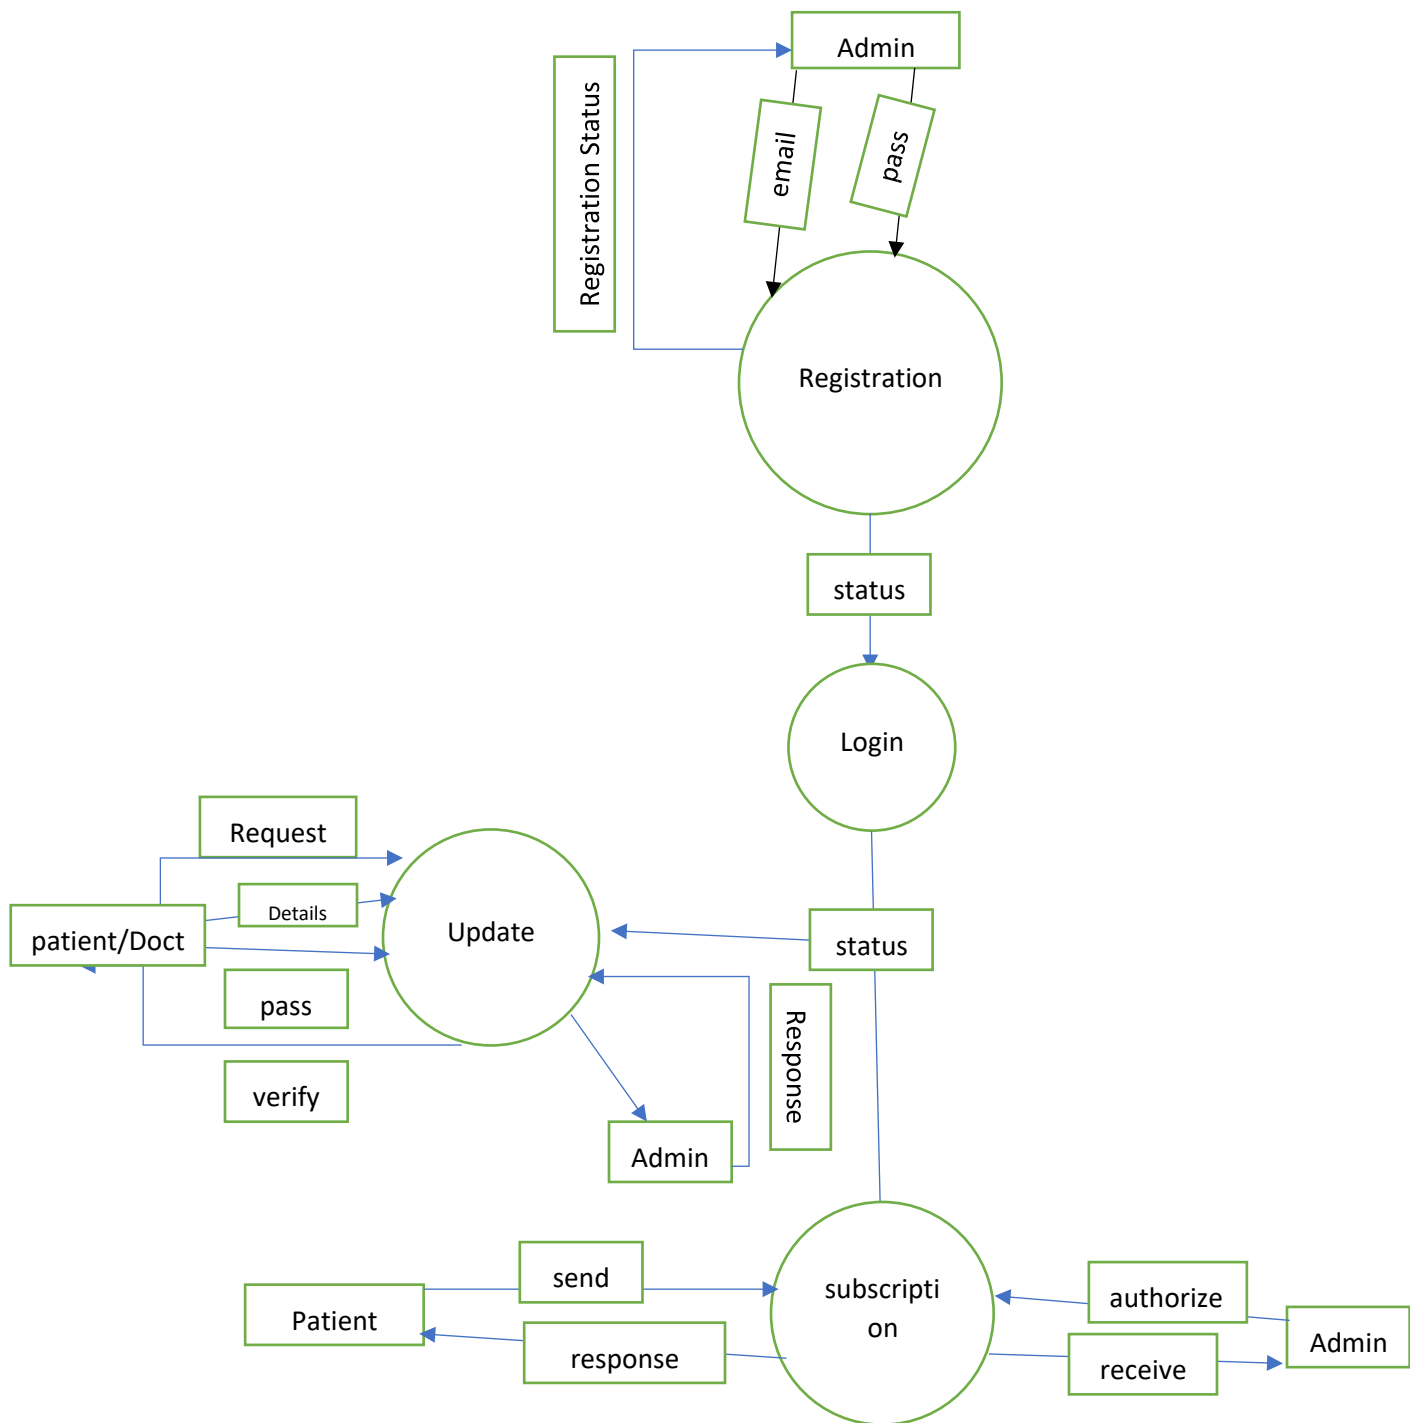 Admin
Registration Status
email
pass
Registration
status
Login
Request
Details
patient/Doct
Update
status
pass
Response
verify
Admin
send
subscripti
on
authorize
Patient
Admin
response
receive